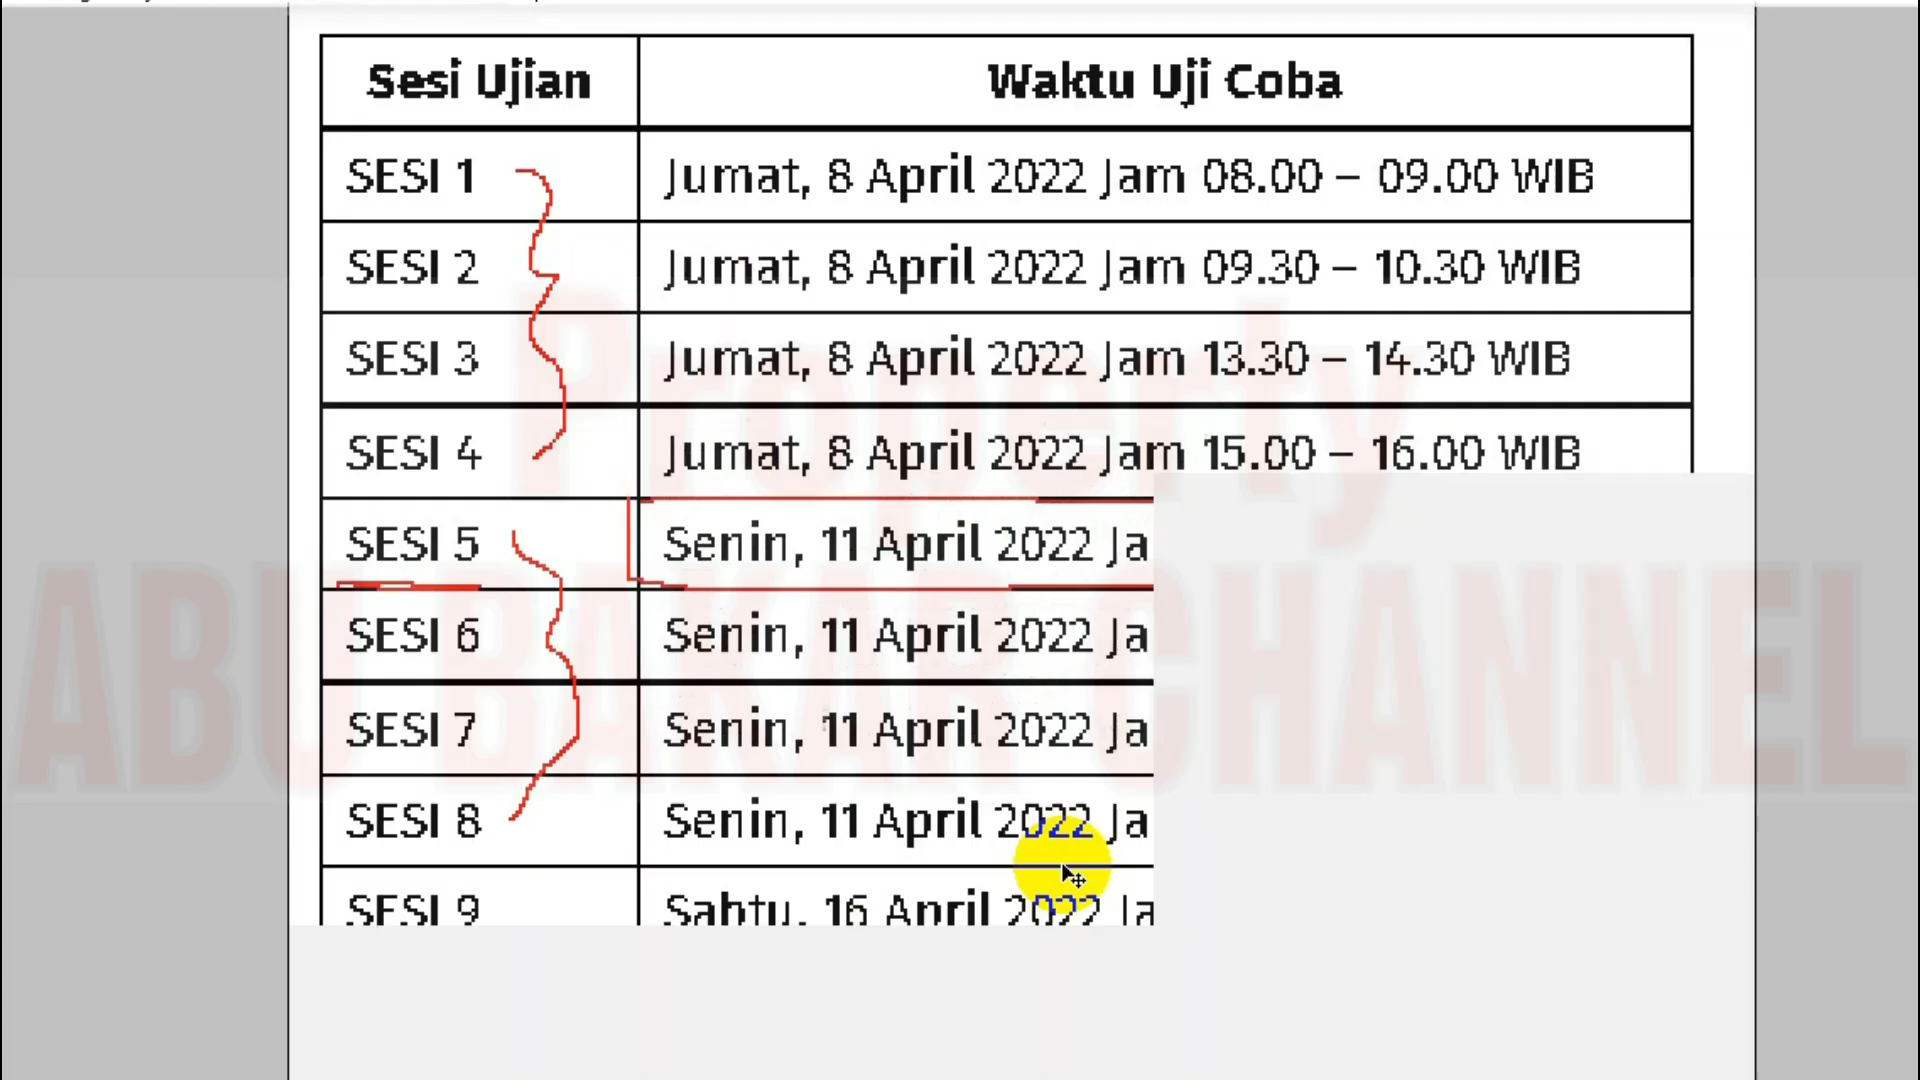 Sesi Ujian Waktu Uji Coba
SESI 1 Jumat, 8 April 2022 Jam 08.00 – 09.00 WIB
SESI 2 Jumat, 8 April 2022 Jam 09.30 – 10.30 WIB
SESI 3 Jumat, 8 April 2022 Jam 13.30 – 14.30 WIB
SESI 4 Jumat, 8 April 2022 Jam 15.00 – 16.00 WIB
SESI 5 Senin, 11 April 2022 Ja
SESI 6 Senin, 11 April 2022 Ja
SESI 7 Senin, 11 April 2022 Ja
SESI 8 Senin, 11 April 2022 Ja
SESI 9 Sabtu, 16 April 2022 Ja
Property
ABU BAKAR CHANNEL